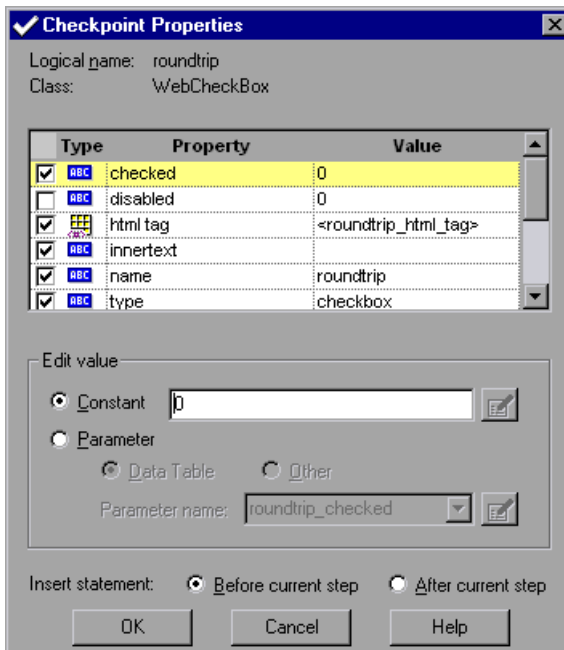 Checkpoint Properties
Logical name: roundtrip
Class: WebCheckBox
Type Property Value
ABC checked 0
ABC disabled 0
html tag <roundtrip_html_tag>
ABC innertext
ABC name roundtrip
ABC type checkbox
Edit value
Constant 0
Parameter
Data Table Other
Parameter name: roundtrip_checked
Insert statement: Before current step After current step
OK Cancel Help